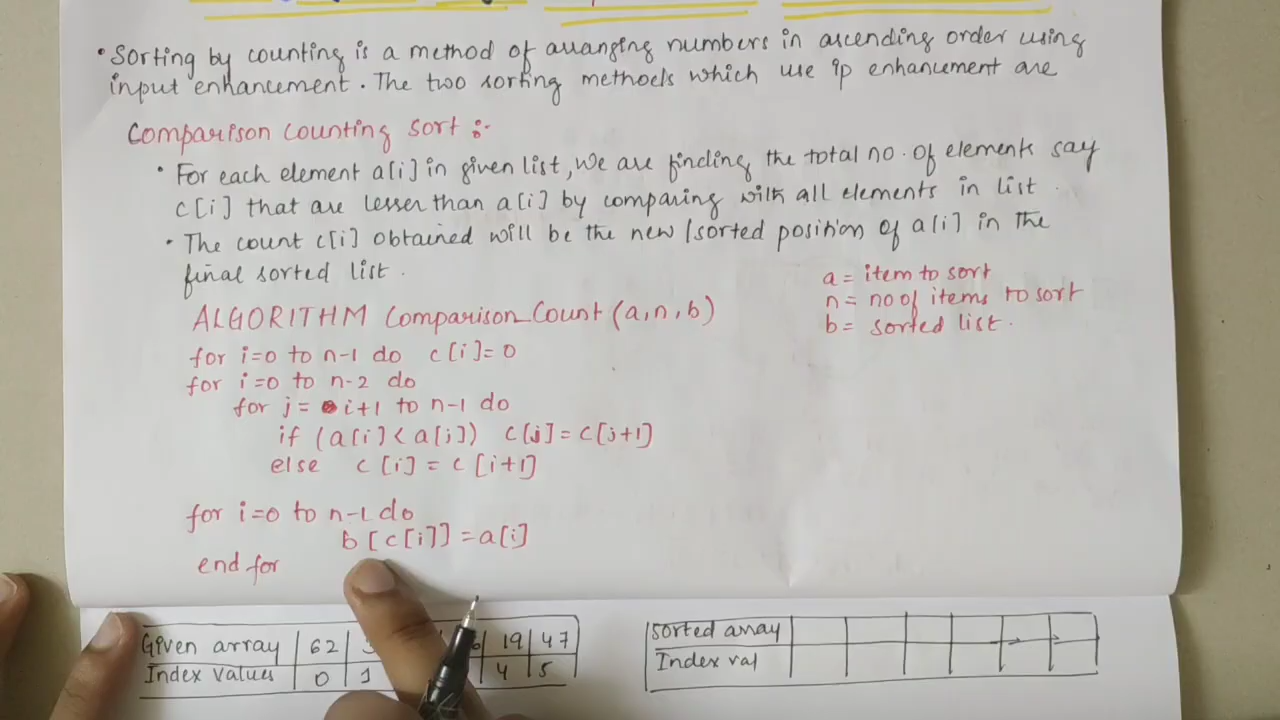 • Sorting by counting is a method of arranging numbers in ascending order using
input enhancement. The two sorting methods which use ip enhancement are
Comparison counting sort :-
• For each element a[i] in given list, we are finding the total no. of elements say
c[i] that are lesser than a[i] by comparing with all elements in list.
• The count c[i] obtained will be the new/sorted position of a[i] in the
final sorted list.
a = item to sort
n = no of items to sort
b = sorted list.
ALGORITHM Comparison_Count (a, n, b)
for i=0 to n-1 do c[i]=0
for i=0 to n-2 do
for j= i+1 to n-1 do
if (a[i] < a[j]) c[j] = c[j+1]
else c[i] = c[i+1]
for i=0 to n-1 do
b[c[i]] = a[i]
end for
Given array 62 19 47
Index values 0 1 4 5
Sorted array
Index val